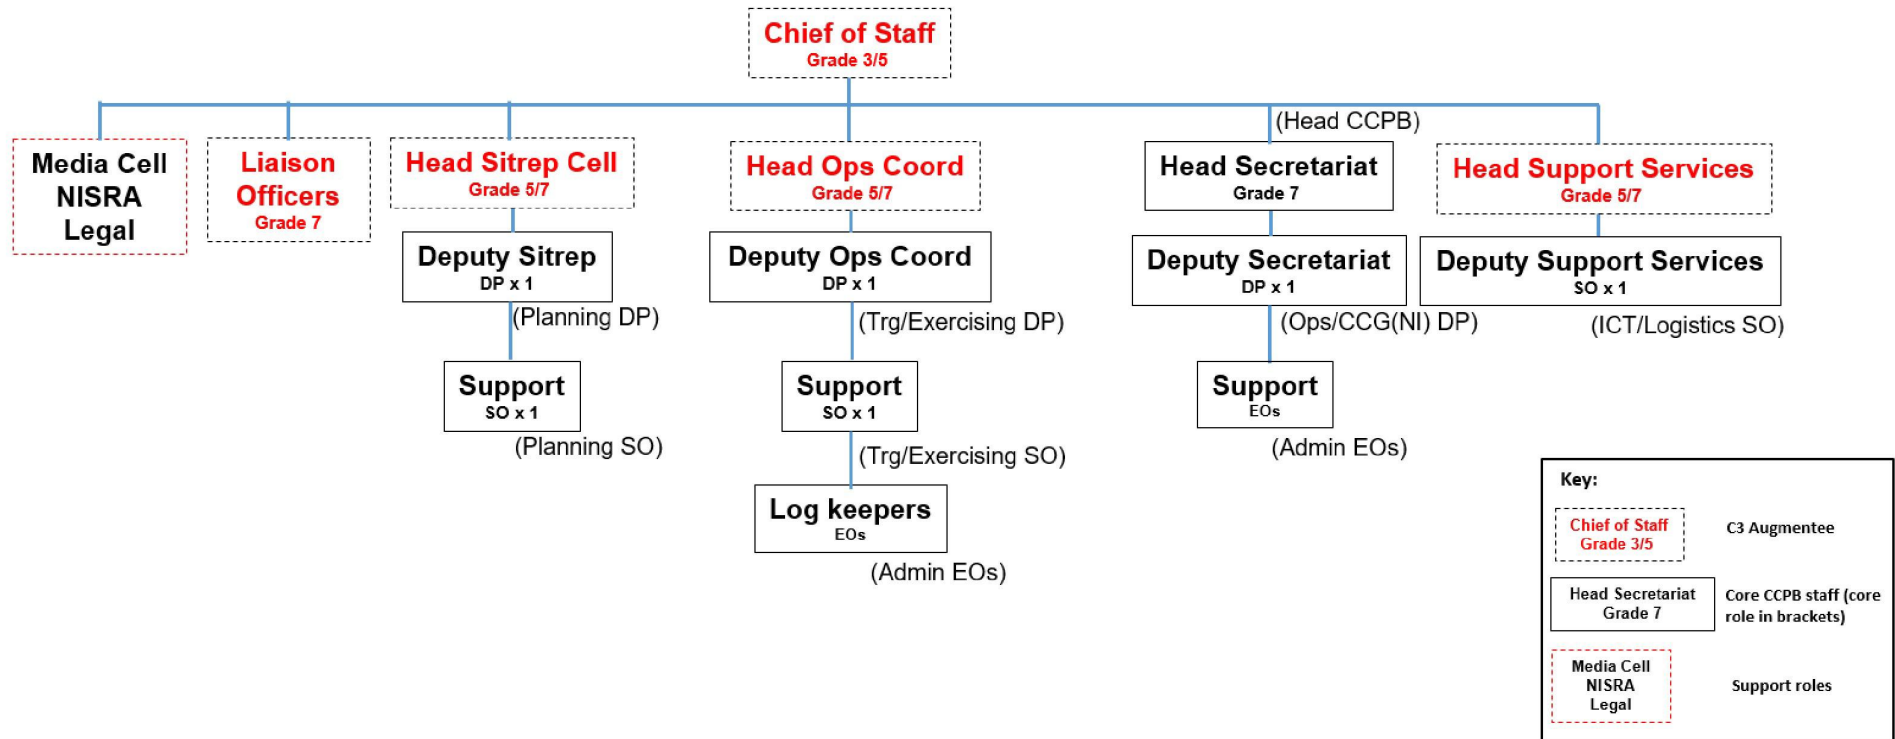 Chief of Staff
Grade 3/5
(Head CCPB)
Media Cell
NISRA
Legal
Liaison
Officers
Grade 7
Head Sitrep Cell
Grade 5/7
Head Ops Coord
Grade 5/7
Head Secretariat
Grade 7
Head Support Services
Grade 5/7
Deputy Sitrep
DP x 1
(Planning DP)
Deputy Ops Coord
DP x 1
(Trg/Exercising DP)
Deputy Secretariat
DP x 1
(Ops/CCG(NI) DP)
Deputy Support Services
SO x 1
(ICT/Logistics SO)
Support
SO x 1
(Planning SO)
Support
SO x 1
(Trg/Exercising SO)
Support
EOs
(Admin EOs)
Log keepers
EOs
(Admin EOs)
Key:
Chief of Staff
Grade 3/5
C3 Augmentee
Head Secretariat
Grade 7
Core CCPB staff (core
role in brackets)
Media Cell
NISRA
Legal
Support roles